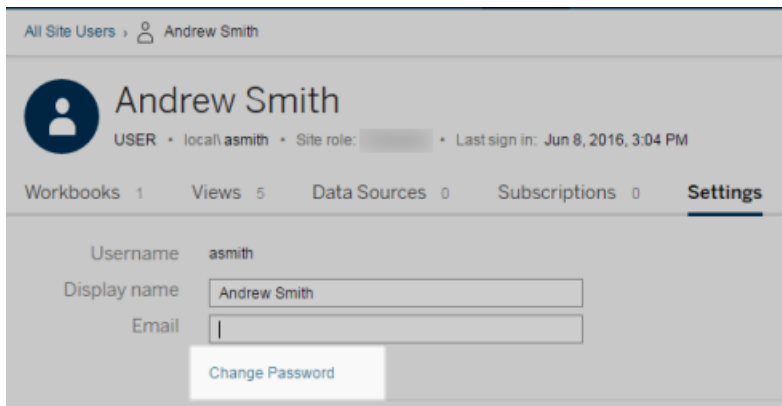 All Site Users › Andrew Smith
Andrew Smith
USER • local\asmith • Site role: • Last sign in: Jun 8, 2016, 3:04 PM
Workbooks 1 Views 5 Data Sources 0 Subscriptions 0 Settings
Username asmith
Display name Andrew Smith
Email
Change Password